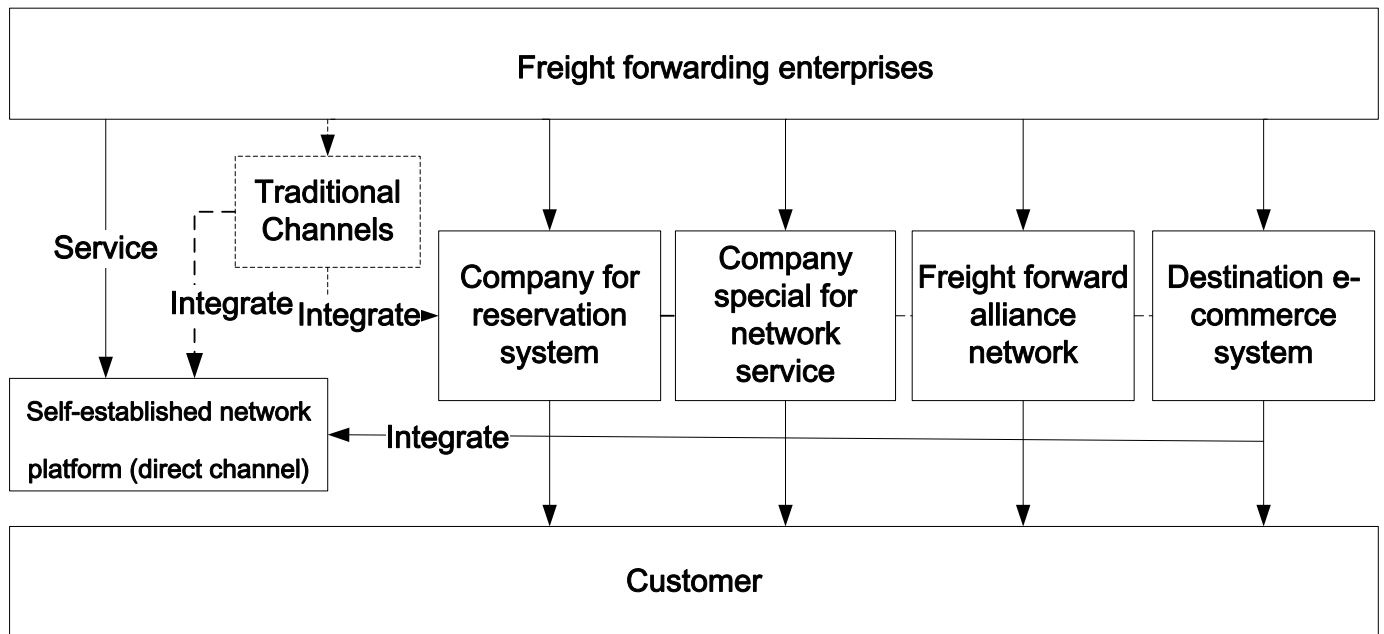 Freight forwarding enterprises
Traditional
Channels
Service
Integrate
Integrate
Company for
reservation
system
Company
special for
network
service
Freight forward
alliance
network
Destination e-
commerce
system
Self-established network
platform (direct channel)
Integrate
Customer